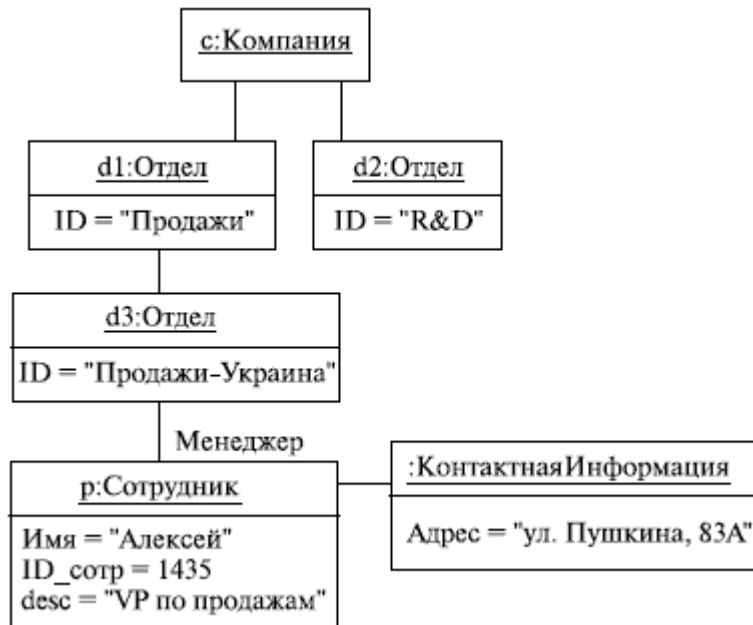 c:Компания
d1:Отдел
ID = "Продажи"
d2:Отдел
ID = "R&D"
d3:Отдел
ID = "Продажи-Украина"
Менеджер
p:Сотрудник
Имя = "Алексей"
ID_сотр = 1435
desc = "VP по продажам"
:КонтактнаяИнформация
Адрес = "ул. Пушкина, 83А"